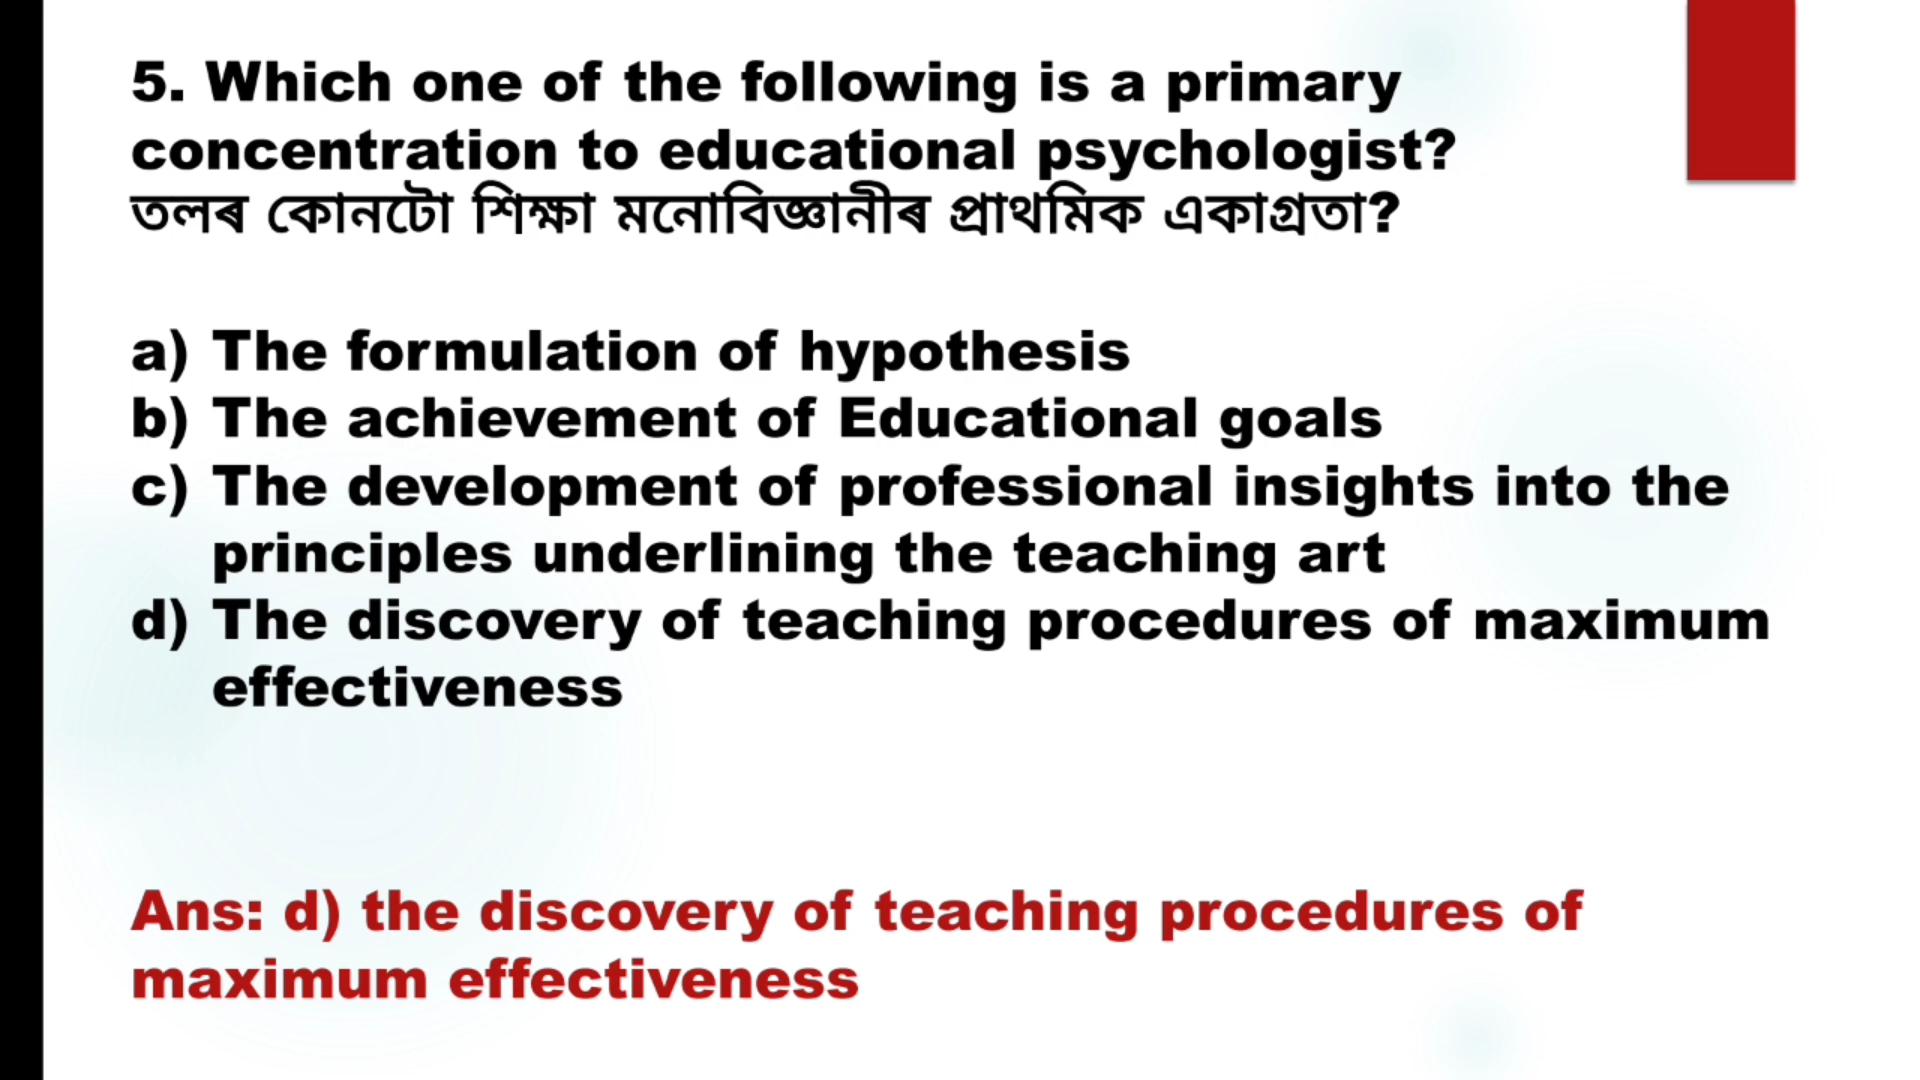 5. Which one of the following is a primary
concentration to educational psychologist?
তলৰ কোনটো শিক্ষা মনোবিজ্ঞানীৰ প্ৰাথমিক একাগ্ৰতা?
a) The formulation of hypothesis
b) The achievement of Educational goals
c) The development of professional insights into the
principles underlining the teaching art
d) The discovery of teaching procedures of maximum
effectiveness
Ans: d) the discovery of teaching procedures of
maximum effectiveness